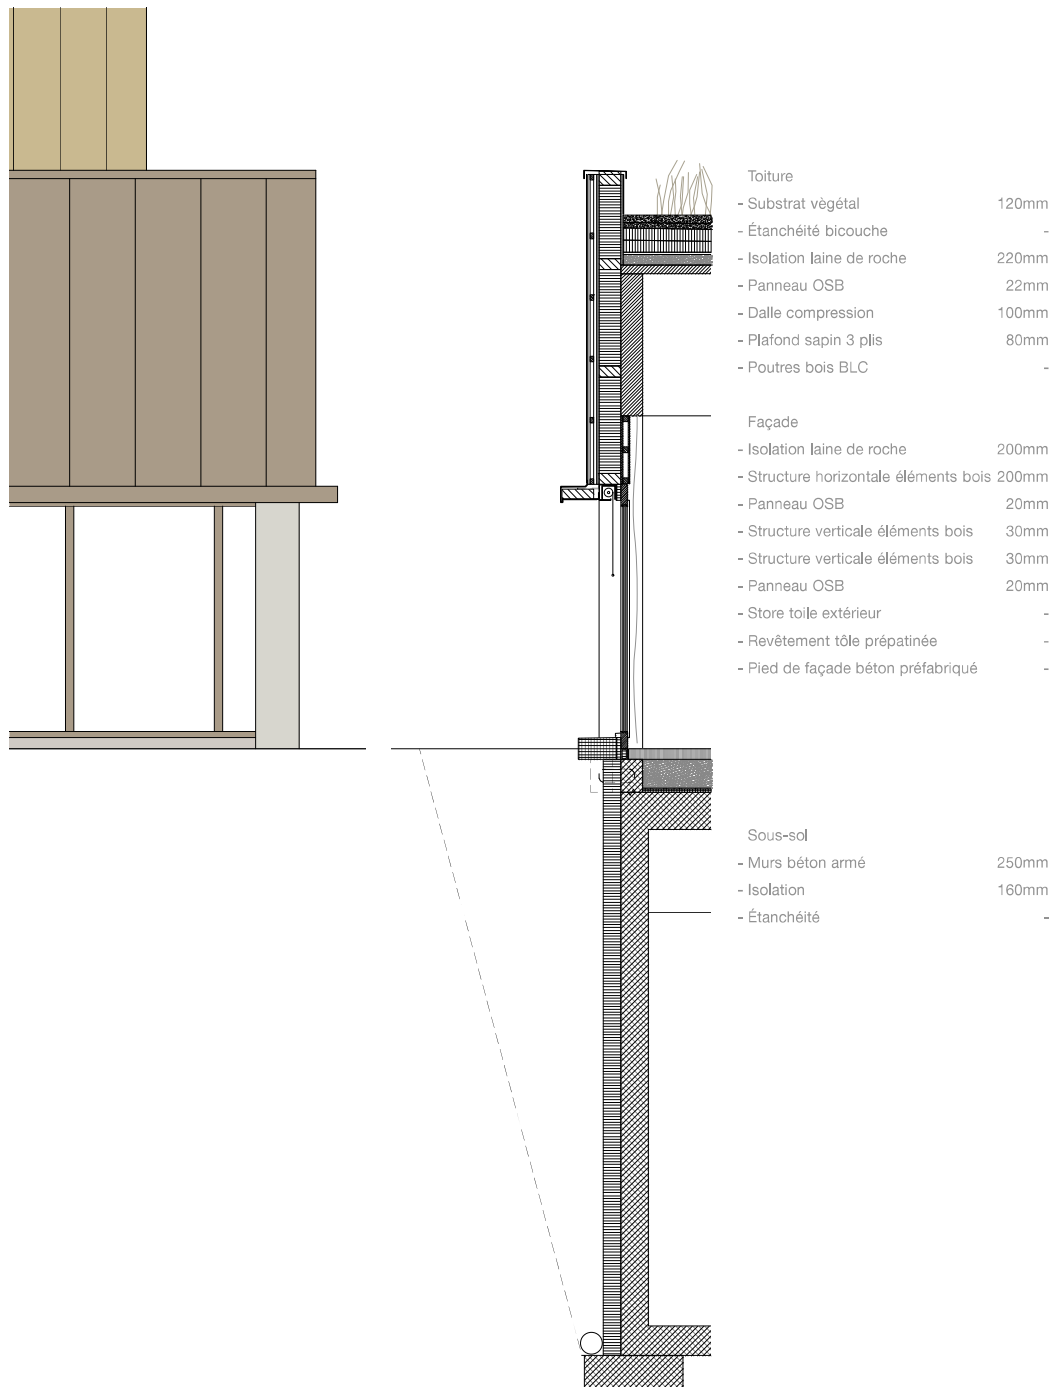 Toiture
- Substrat vègétal 120mm
- Étanchéité bicouche -
- Isolation laine de roche 220mm
- Panneau OSB 22mm
- Dalle compression 100mm
- Plafond sapin 3 plis 80mm
- Poutres bois BLC -
Façade
- Isolation laine de roche 200mm
- Structure horizontale éléments bois 200mm
- Panneau OSB 20mm
- Structure verticale éléments bois 30mm
- Structure verticale éléments bois 30mm
- Panneau OSB 20mm
- Store toile extérieur -
- Revêtement tôle prépatinée -
- Pied de façade béton préfabriqué -
Sous-sol
- Murs béton armé 250mm
- Isolation 160mm
- Étanchéité -